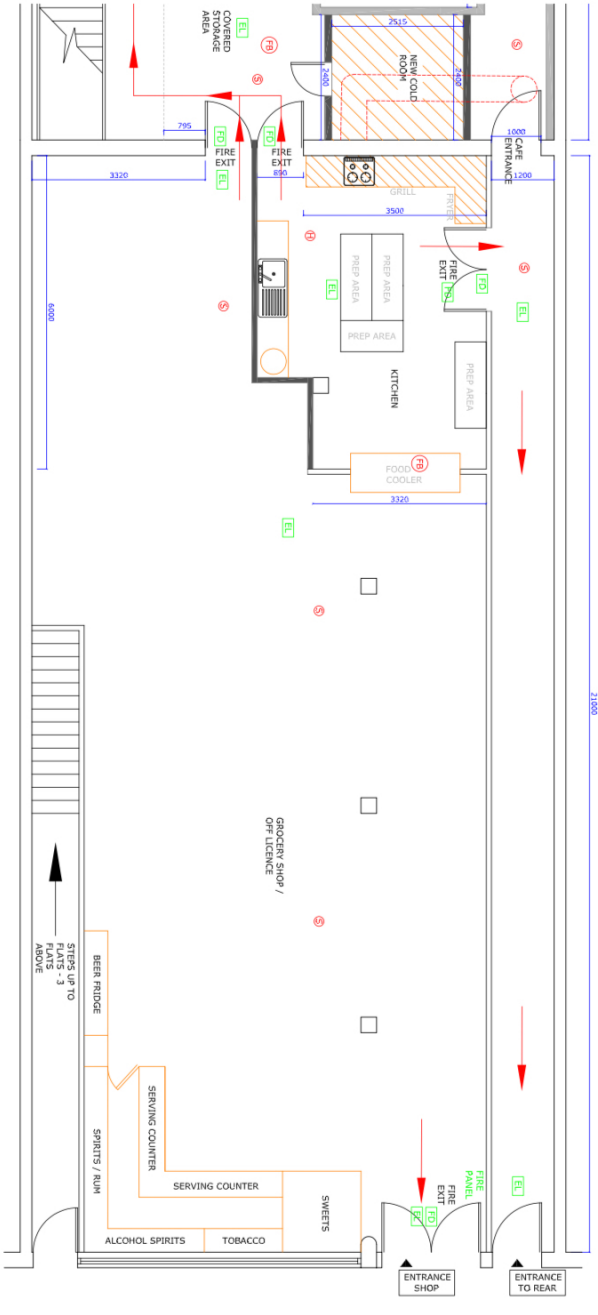 2515
COVERED
STORAGE
AREA
EL
FB
S
2400
NEW COLD
ROOM
2400
S
795
FD
FIRE
EXIT
FD
FIRE
EXIT
1000
CAFE
ENTRANCE
3320
EL
890
1200
GRILL
FRYER
3500
H
PREP AREA
PREP AREA
FIRE
EXIT
FD
S
6000
S
EL
EL
PREP AREA
KITCHEN
PREP AREA
FOOD
COOLER
FB
3320
EL
S
21000
GROCERY SHOP /
OFF LICENCE
S
STEPS UP TO
FLATS - 3
FLATS
ABOVE
BEER FRIDGE
SERVING COUNTER
SPIRITS / RUM
SERVING COUNTER
SWEETS
FIRE
EXIT
FIRE
PANEL
EL
FD
EL
ALCOHOL SPIRITS
TOBACCO
ENTRANCE
SHOP
ENTRANCE
TO REAR